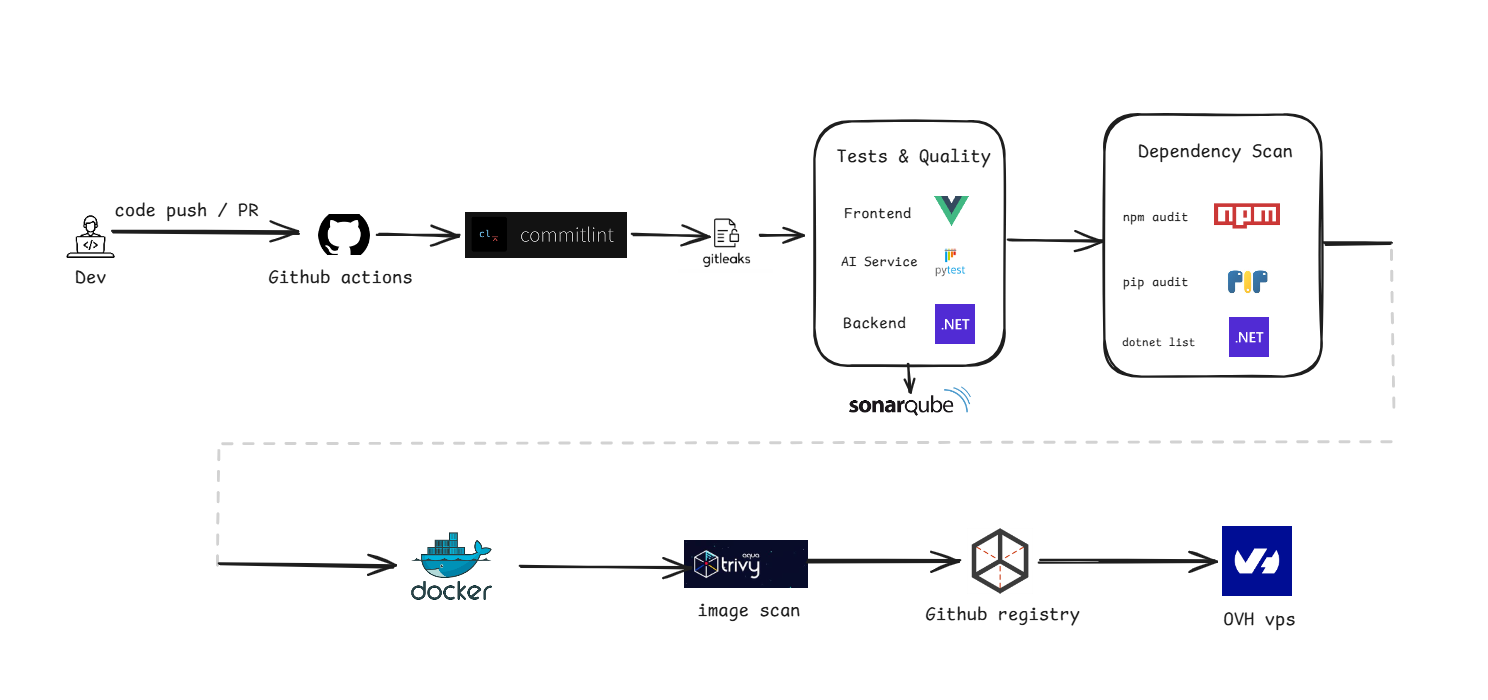 code push / PR
Dev
Github actions
cl
commitlint
gitleaks
Tests & Quality
Frontend
AI Service
pytest
Backend
.NET
sonarqube
Dependency Scan
npm audit
npm
pip audit
PIP
dotnet list
.NET
docker
aqua
trivy
image scan
Github registry
OVH vps